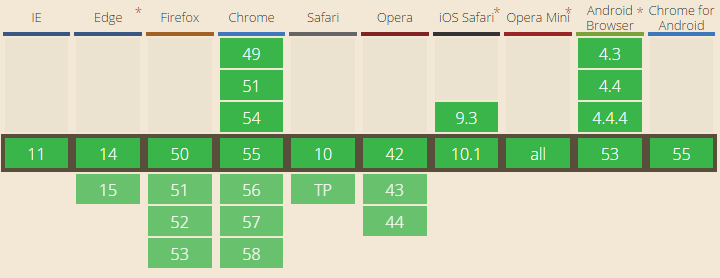 IE Edge * Firefox Chrome Safari Opera iOS Safari * Opera Mini * Android Browser * Chrome for Android
49 4.3
51 4.4
54 9.3 4.4.4
11 14 50 55 10 42 10.1 all 53 55
15 51 56 TP 43
52 57 44
53 58